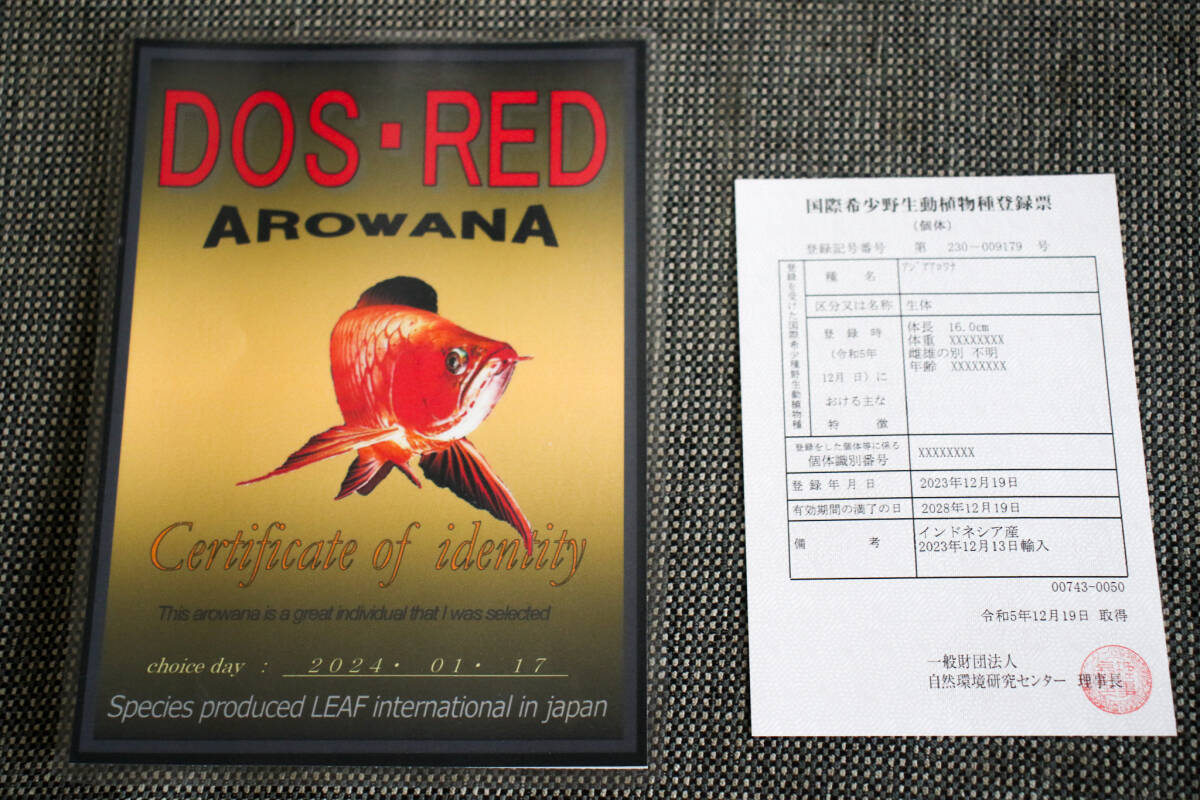 DOS・RED
AROWANA
Certificate of identity
This arowana is a great individual that I was selected
choice day : 2024・ 01・ 17
Species produced LEAF international in japan
国際希少野生動植物種登録票
(個体)
登録記号番号 第 230-009179 号
登録を受けた国際希少野生動植物種
種名 アジアアロワナ
区分又は名称 生体
登録時
(令和5年
12月 日)に
おける主な
特徴
体長 16.0cm
体重 XXXXXXXX
雌雄の別 不明
年齢 XXXXXXXX
登録をした個体等に係る
個体識別番号 XXXXXXXX
登録年月日 2023年12月19日
有効期間の満了の日 2028年12月19日
備考 インドネシア産
2023年12月13日輸入
00743-0050
令和5年12月19日 取得
一般財団法人
自然環境研究センター 理事長